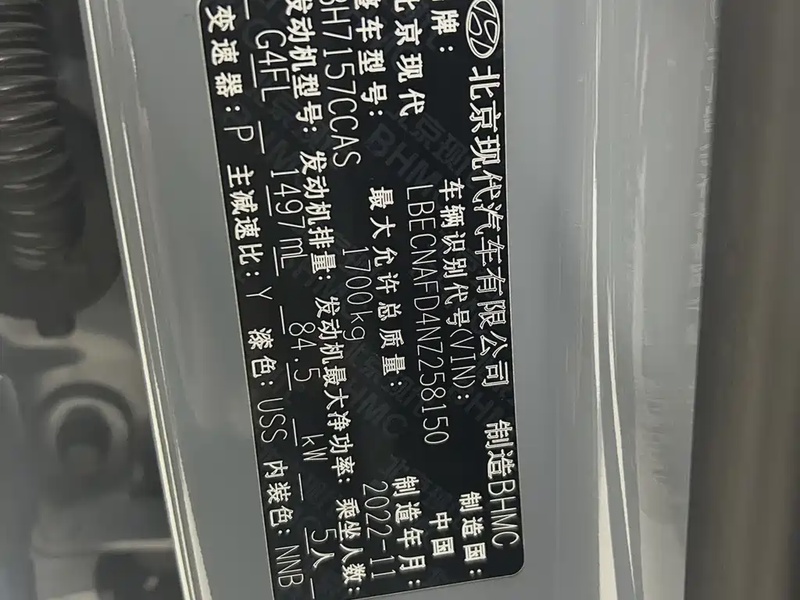 北京现代汽车有限公司 制造BHMC
品牌: 车辆识别代号(VIN): 制造国:
北京现代 LBECNAFD4NZ258150 中国
整车型号: 最大允许总质量: 制造年月:
BH7157CCAS 1700kg 2022-11
发动机型号: 发动机排量: 发动机最大净功率: 乘坐人数:
G4FL 1497mL 84.5 kW 5人
变速器: P 主减速比: Y 漆色: USS 内装色: NNB